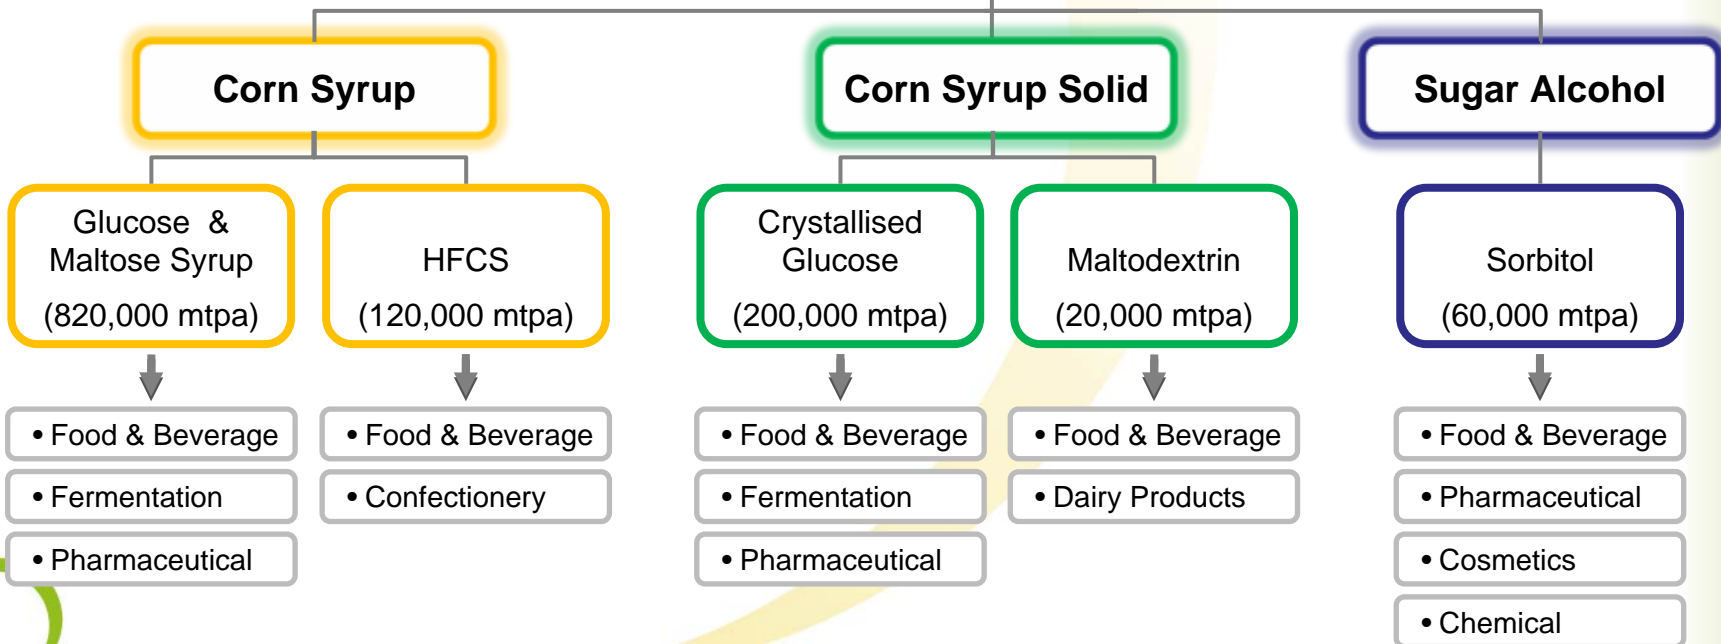 Corn Syrup
Corn Syrup Solid
Sugar Alcohol
Glucose &
Maltose Syrup
(820,000 mtpa)
HFCS
(120,000 mtpa)
Crystallised
Glucose
(200,000 mtpa)
Maltodextrin
(20,000 mtpa)
Sorbitol
(60,000 mtpa)
• Food & Beverage
• Fermentation
• Pharmaceutical
• Food & Beverage
• Confectionery
• Food & Beverage
• Fermentation
• Pharmaceutical
• Food & Beverage
• Dairy Products
• Food & Beverage
• Pharmaceutical
• Cosmetics
• Chemical